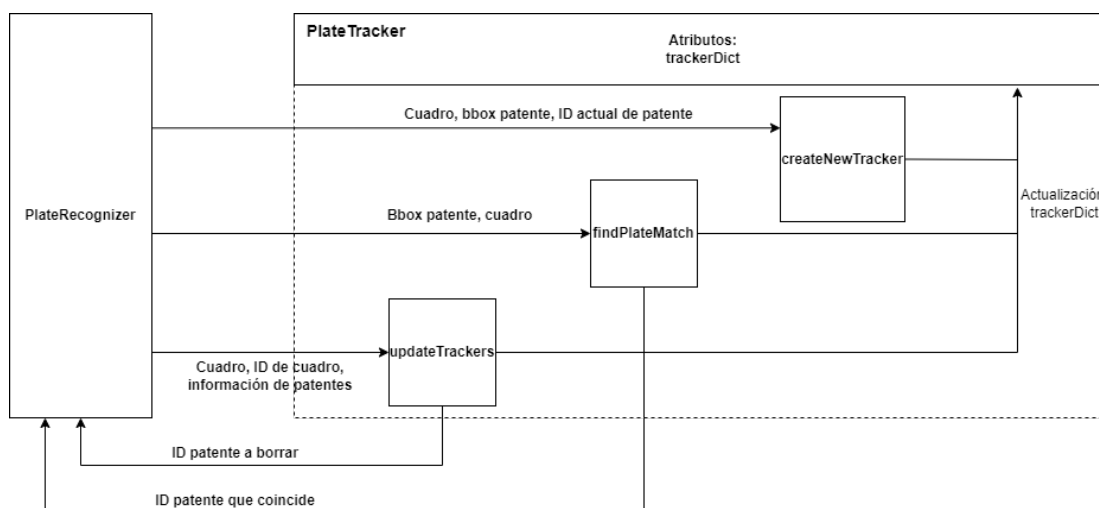 PlateTracker
Atributos:
trackerDict
Cuadro, bbox patente, ID actual de patente
createNewTracker
PlateRecognizer
Bbox patente, cuadro
findPlateMatch
Actualización
trackerDict
updateTrackers
Cuadro, ID de cuadro,
información de patentes
ID patente a borrar
ID patente que coincide